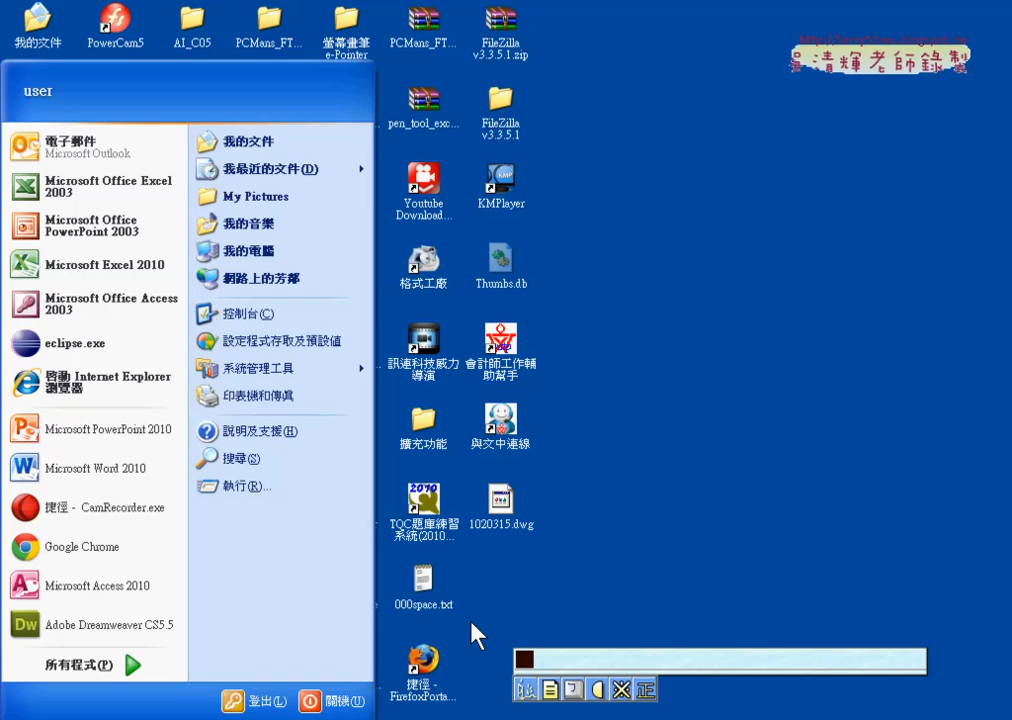 我的文件
PowerCam5
AI_C05
PCMans_FT...
螢幕畫筆
e-Pointer
PCMans_FT...
FileZilla
v3.3.5.1.zip
吳清輝老師錄製
user
pen_tool_exc...
FileZilla
v3.3.5.1
電子郵件
Microsoft Outlook
Microsoft Office Excel
2003
Microsoft Office
PowerPoint 2003
Microsoft Excel 2010
Microsoft Office Access
2003
eclipse.exe
啓動 Internet Explorer
瀏覽器
Microsoft PowerPoint 2010
Microsoft Word 2010
捷徑 - CamRecorder.exe
Google Chrome
Microsoft Access 2010
Adobe Dreamweaver CS5.5
所有程式(P)
我的文件
我最近的文件(D)
My Pictures
我的音樂
我的電腦
網路上的芳鄰
控制台(C)
設定程式存取及預設值
系統管理工具
印表機和傳真
說明及支援(H)
搜尋(S)
執行(R)...
登出(L)
關機(U)
Youtube
Download...
KMPlayer
格式工廠
Thumbs.db
訊連科技威力
導演
會計師工作輔
助幫手
擴充功能
與文中連線
2070
TQC題庫練習
系統(2010...
1020315.dwg
000space.txt
捷徑 -
FirefoxPorta...
正